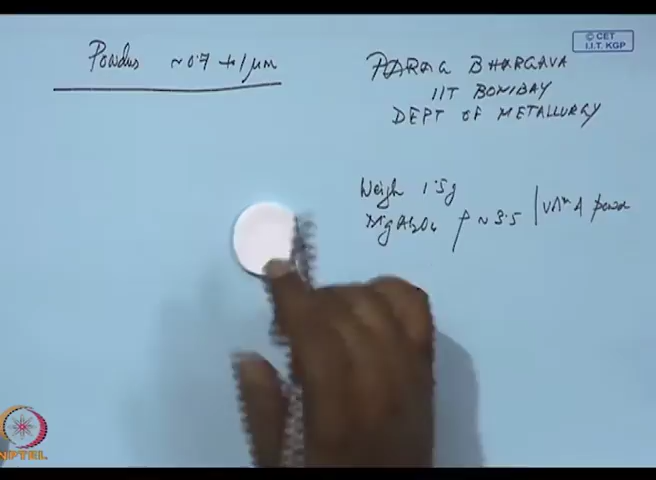 Powders ~0.7 → 1 μm
© CET
I.I.T. KGP
PARAG BHARGAVA
IIT BOMBAY
DEPT OF METALLURGY
Weigh 1.5g
MgAl2O4 ρ ~ 3.5
NPTEL